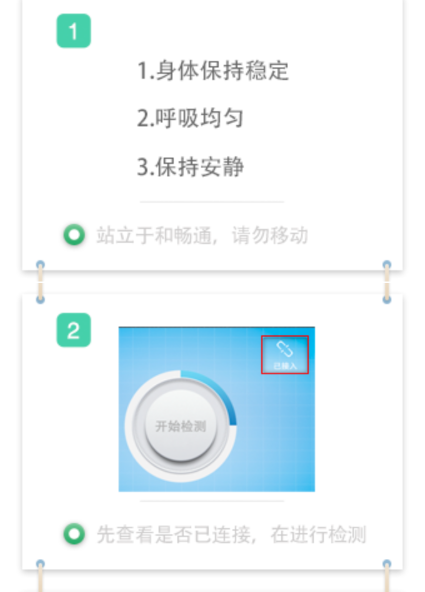 1
1.身体保持稳定
2.呼吸均匀
3.保持安静
站立于和畅通，请勿移动
2
已接入
开始检测
先查看是否已连接，在进行检测